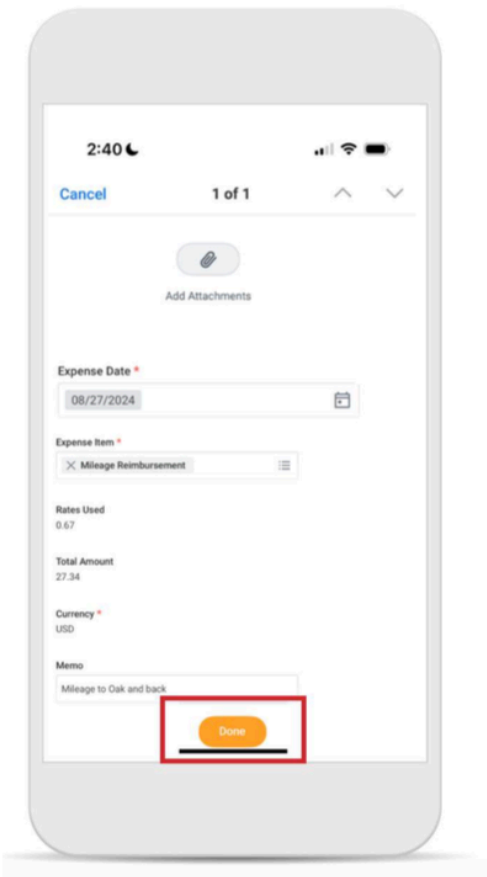 2:40
Cancel 1 of 1
Add Attachments
Expense Date *
08/27/2024
Expense Item *
× Mileage Reimbursement
Rates Used
0.67
Total Amount
27.34
Currency *
USD
Memo
Mileage to Oak and back
Done